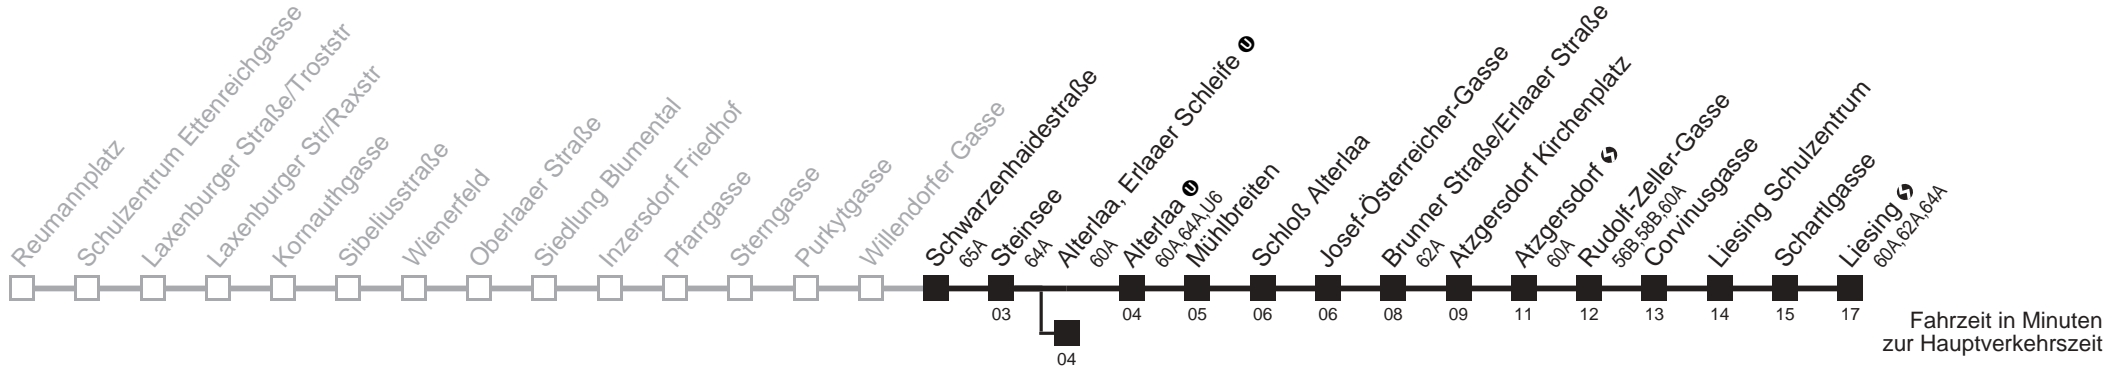 Reumannplatz
Schulzentrum Ettenreichgasse
Laxenburger Straße/Troststr
Laxenburger Str/Raxstr
Kornauthgasse
Sibeliusstraße
Wienerfeld
Oberlaaer Straße
Siedlung Blumental
Inzersdorf Friedhof
Pfarrgasse
Sterngasse
Purkytgasse
Willendorfer Gasse
Schwarzenhaidestraße
65A
Steinsee
64A
Alterlaa, Erlaaer Schleife U
60A
Alterlaa U
60A,64A,U6
Mühlbreiten
Schloß Alterlaa
Josef-Österreicher-Gasse
Brunner Straße/Erlaaer Straße
62A
Atzgersdorf Kirchenplatz
Atzgersdorf S
60A
Rudolf-Zeller-Gasse
56B,58B,60A
Corvinusgasse
Liesing Schulzentrum
Schartlgasse
Liesing S
60A,62A,64A
03 04 05 06 06 08 09 11 12 13 14 15 17
04
Fahrzeit in Minuten
zur Hauptverkehrszeit